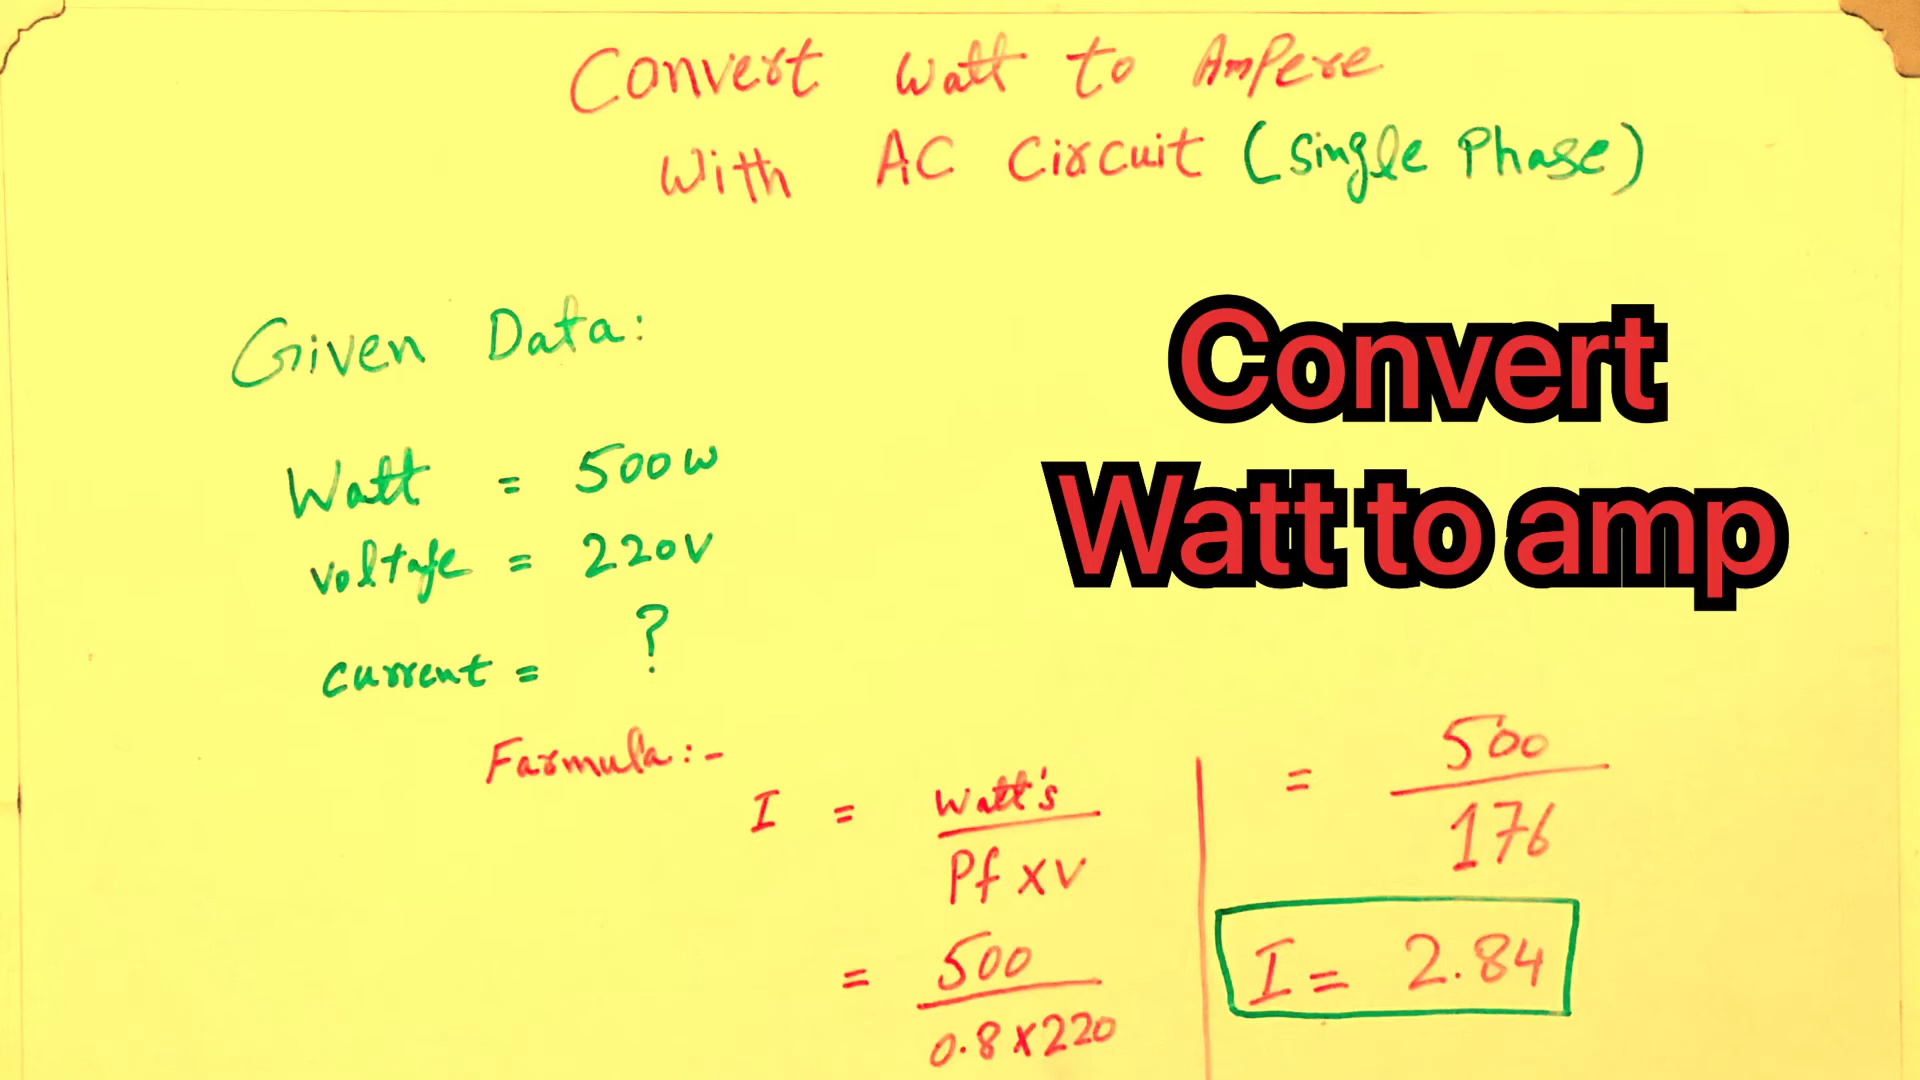 Convert Watt to Ampere
With AC Circuit (Single Phase)
Given Data:
Convert
Watt to amp
Watt = 500w
voltage = 220v
current = ?
Formula:-
I = Watt's / Pf x v
= 500 / 0.8 x 220
= 500 / 176
I = 2.84